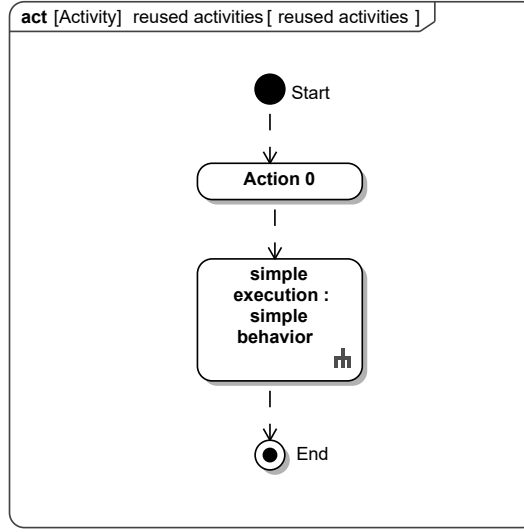 act [Activity] reused activities [ reused activities ]
Start
Action 0
simple
execution :
simple
behavior
End